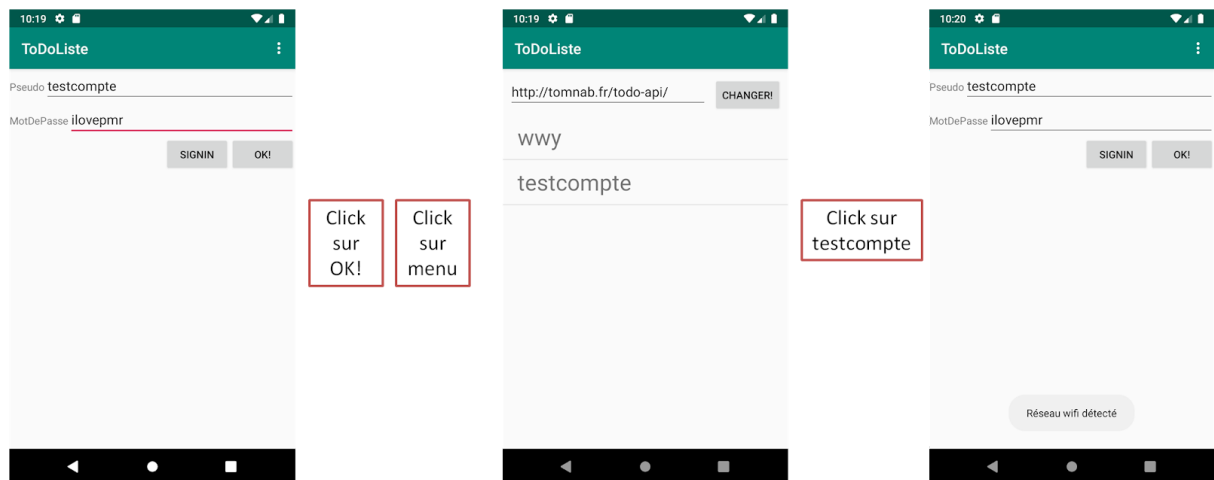 10:19
ToDoListe
Pseudo testcompte
MotDePasse ilovepmr
SIGNIN OK!
Click
sur
OK!
Click
sur
menu
10:19
ToDoListe
http://tomnab.fr/todo-api/ CHANGER!
wwy
testcompte
Click sur
testcompte
10:20
ToDoListe
Pseudo testcompte
MotDePasse ilovepmr
SIGNIN OK!
Réseau wifi détecté